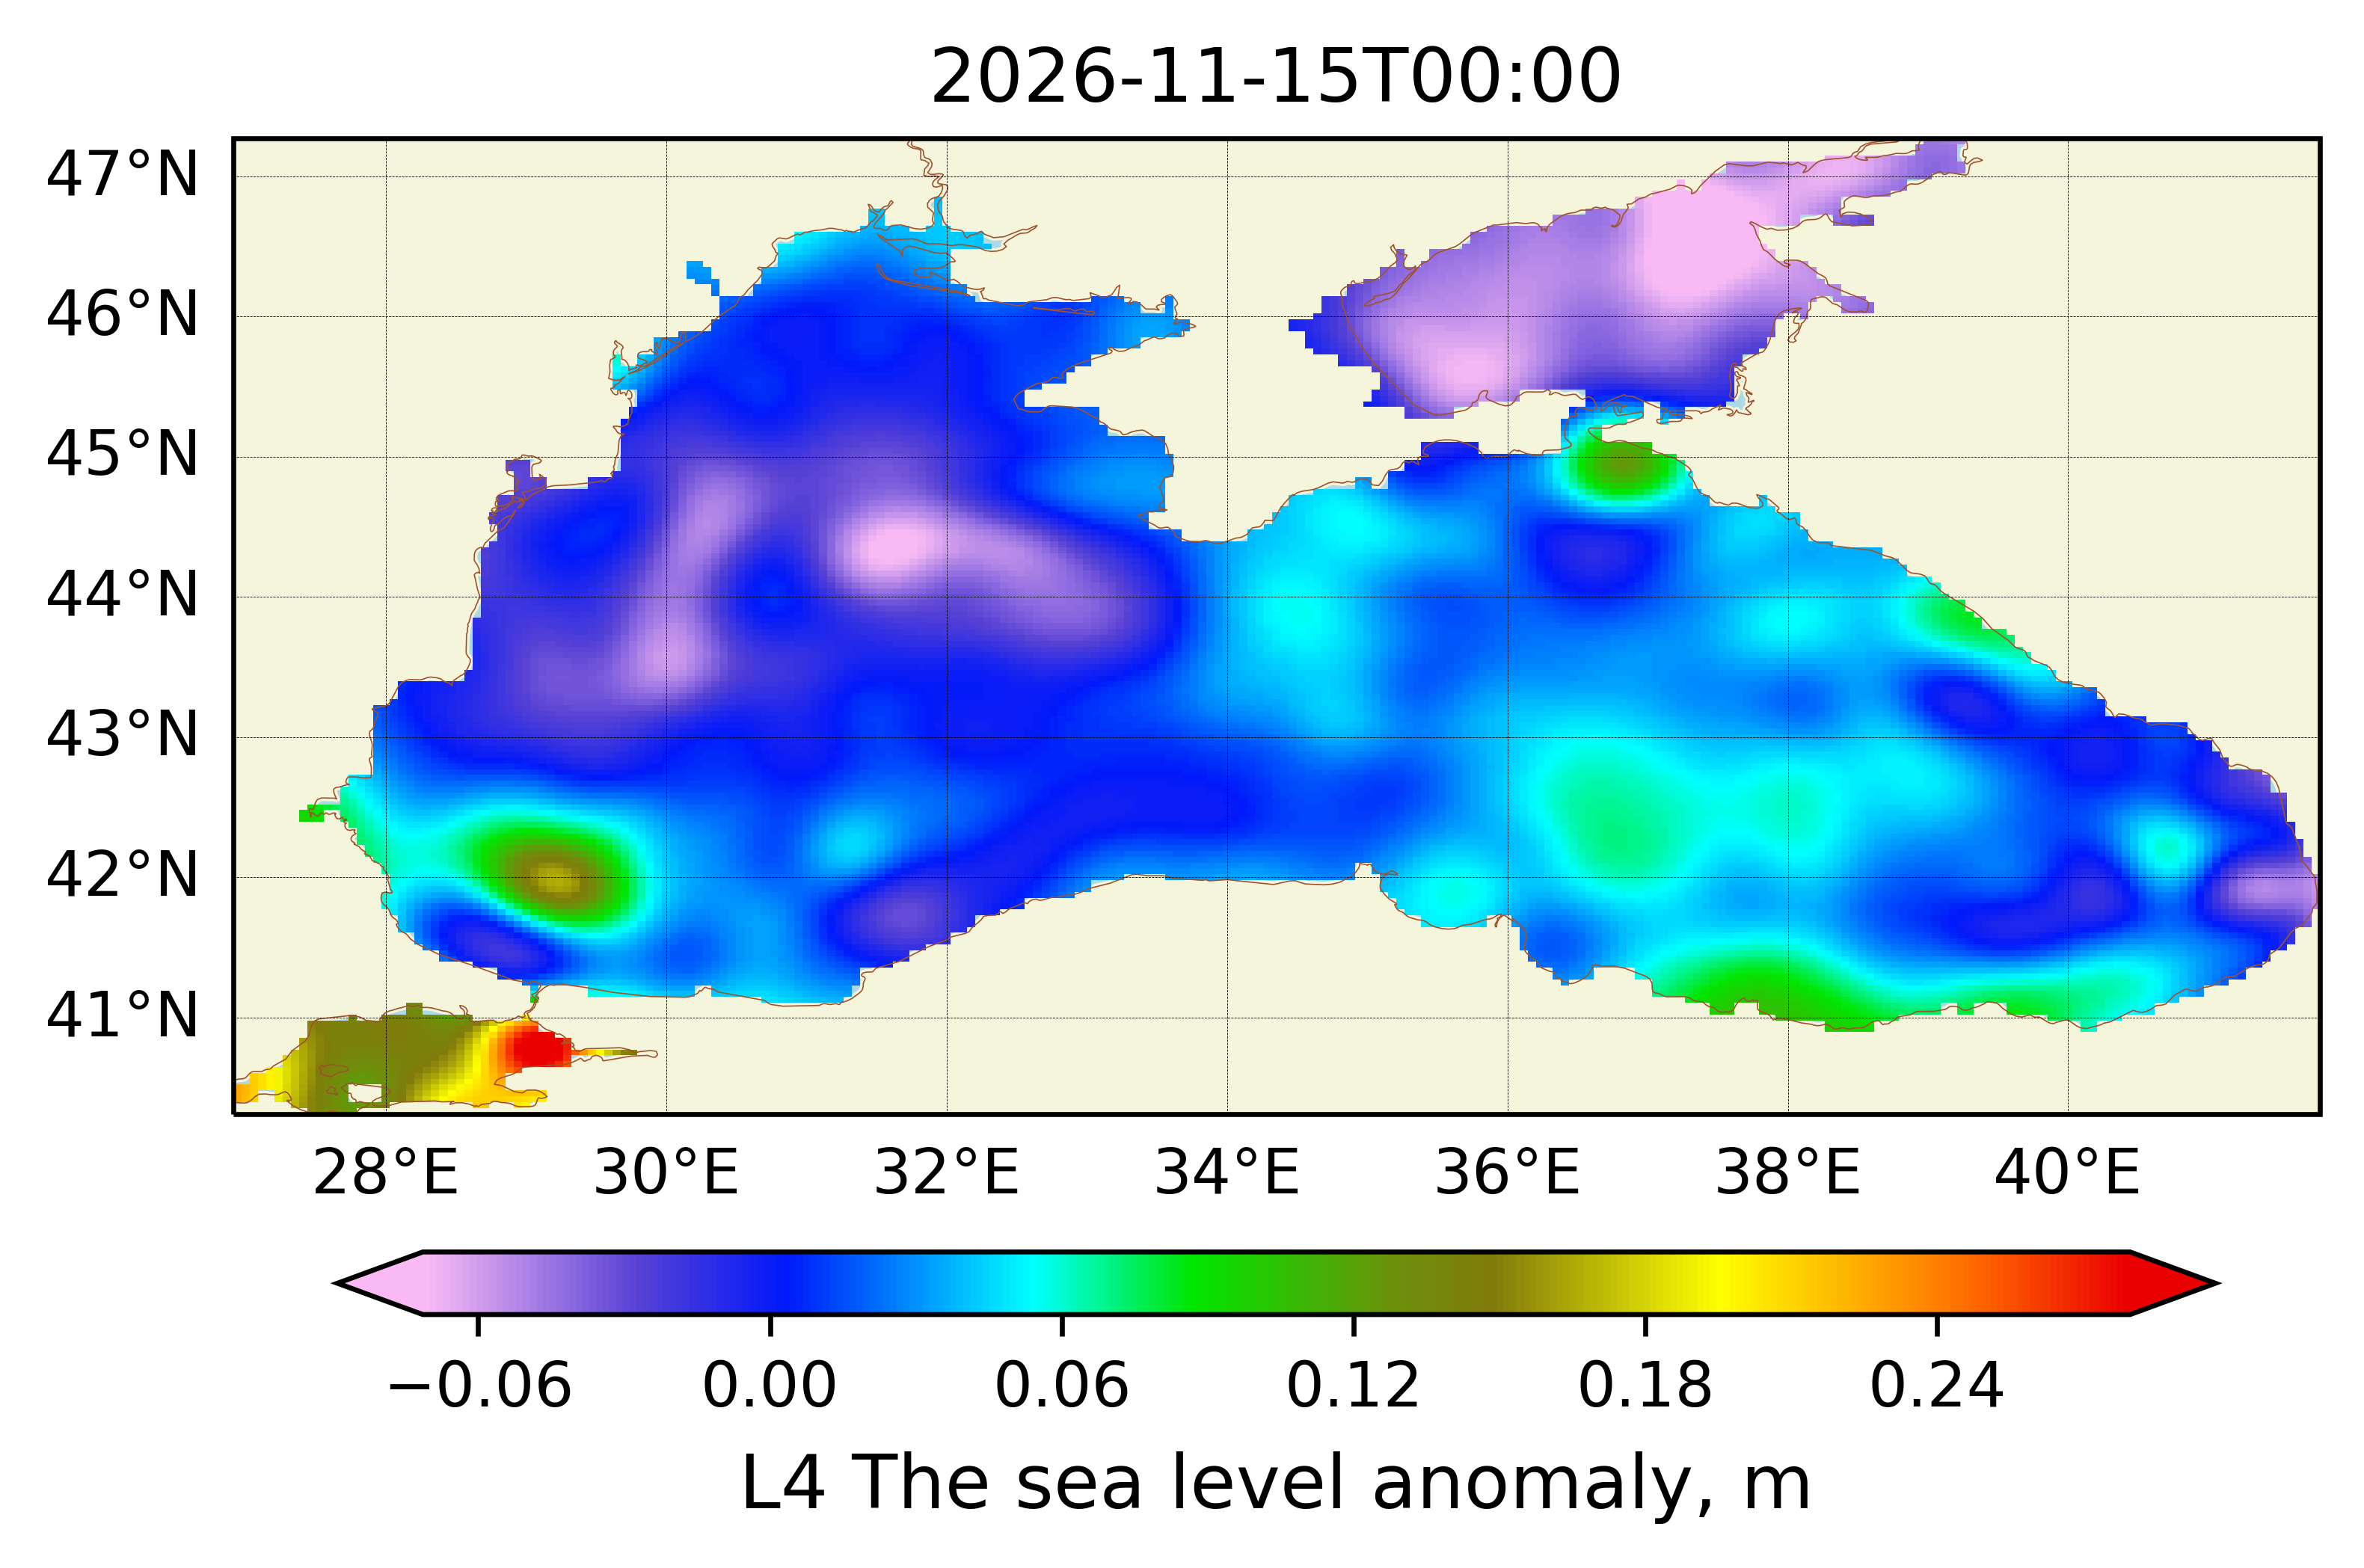 2026-11-15T00:00
47°N
46°N
45°N
44°N
43°N
42°N
41°N
28°E 30°E 32°E 34°E 36°E 38°E 40°E
−0.06 0.00 0.06 0.12 0.18 0.24
L4 The sea level anomaly, m